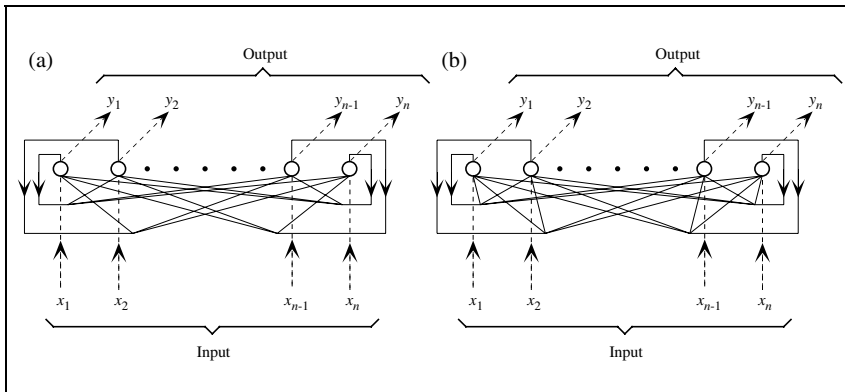 (a)
Output
y1 y2 yn-1 yn
x1 x2 xn-1 xn
Input
(b)
Output
y1 y2 yn-1 yn
x1 x2 xn-1 xn
Input